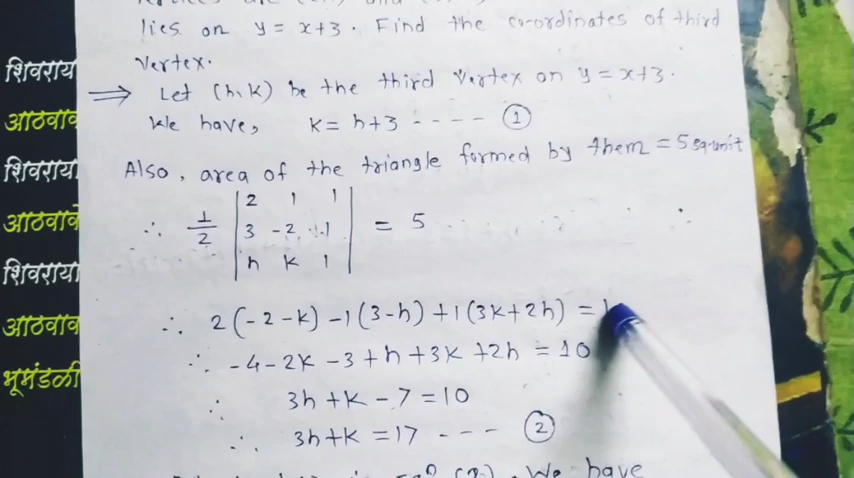 lies on y = x+3. Find the co-ordinates of third
vertex.
⟹ Let (h, k) be the third vertex on y = x+3.
We have, k = h+3 ---- ①
Also, area of the triangle formed by them = 5 sq-unit
∴ 1/2 | 2 1 1 | = 5
| 3 -2 1 |
| h k 1 |
∴ 2(-2-k) -1(3-h) +1(3k+2h) =
∴ -4-2k-3+h+3k+2h = 10
∴ 3h+k-7 = 10
∴ 3h+k = 17 --- ②
We have
शिवराया
आठवावे
शिवराया
आठवावे
शिवराया
आठवावे
भूमंडळी